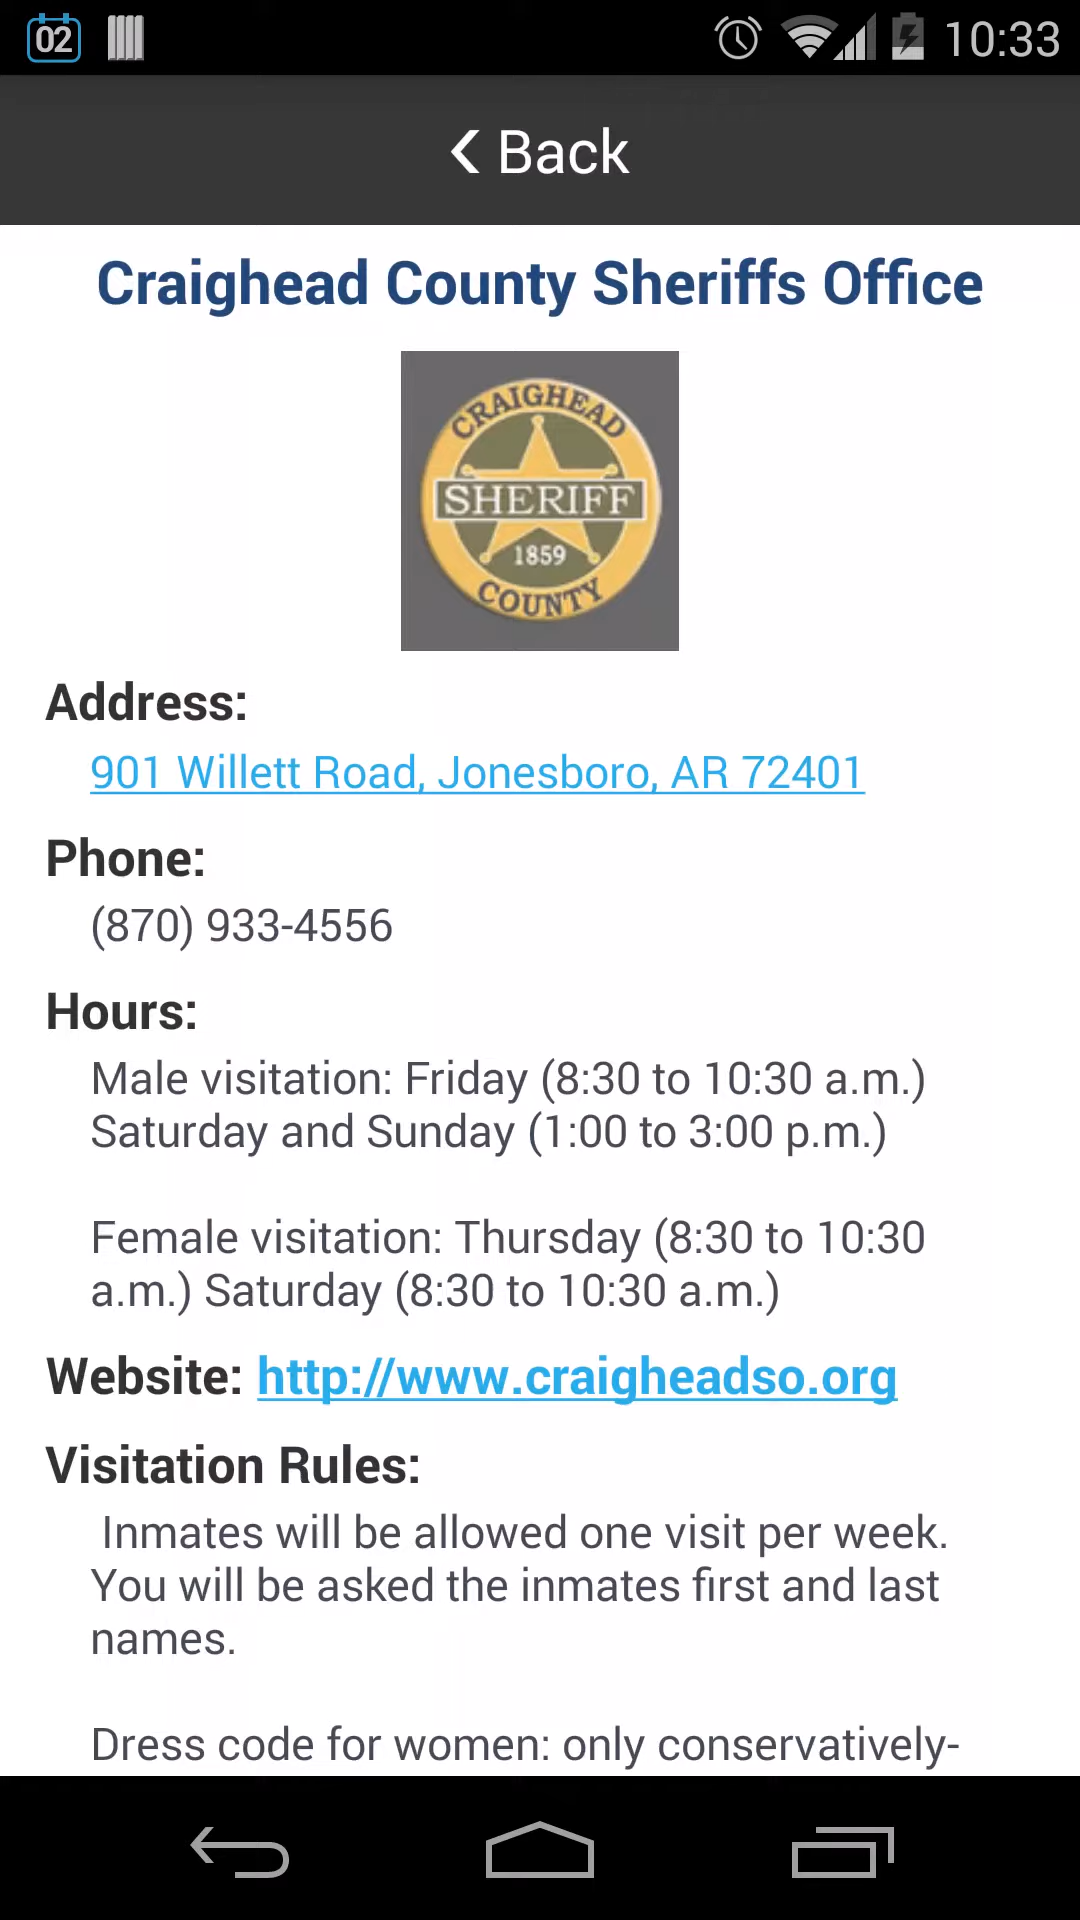 02
10:33
Back
Craighead County Sheriffs Office
CRAIGHEAD
SHERIFF
1859
COUNTY
Address:
901 Willett Road, Jonesboro, AR 72401
Phone:
(870) 933-4556
Hours:
Male visitation: Friday (8:30 to 10:30 a.m.)
Saturday and Sunday (1:00 to 3:00 p.m.)
Female visitation: Thursday (8:30 to 10:30
a.m.) Saturday (8:30 to 10:30 a.m.)
Website: http://www.craigheadso.org
Visitation Rules:
Inmates will be allowed one visit per week.
You will be asked the inmates first and last
names.
Dress code for women: only conservatively-